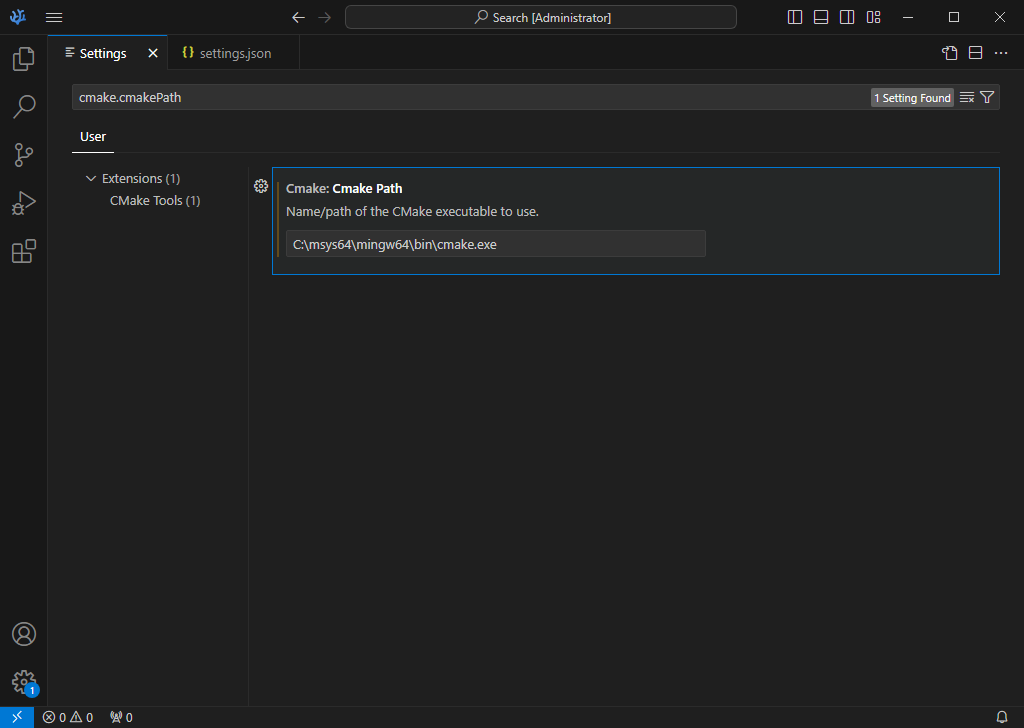 Search [Administrator]
Settings
settings.json
cmake.cmakePath
1 Setting Found
User
Extensions (1)
CMake Tools (1)
Cmake: Cmake Path
Name/path of the CMake executable to use.
C:\msys64\mingw64\bin\cmake.exe
1
0 0 0